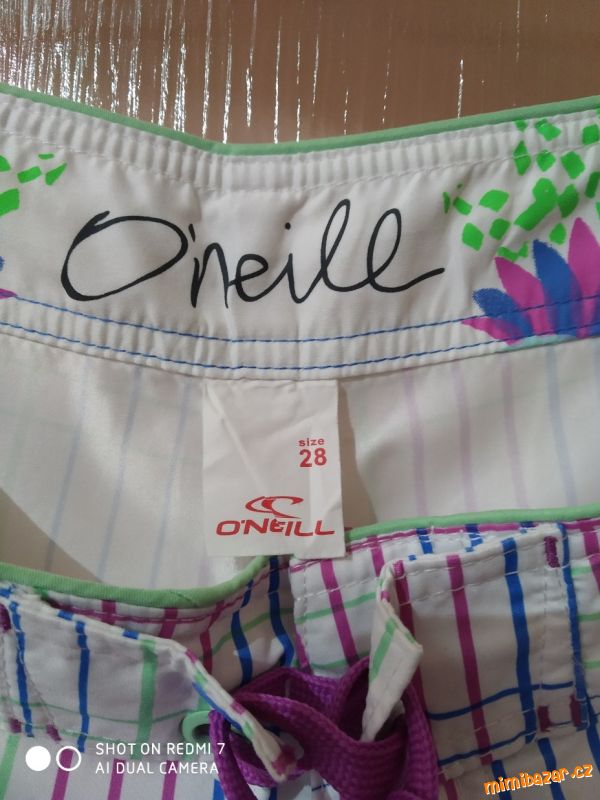 O'neill
size
28
O'NEILL
SHOT ON REDMI 7
AI DUAL CAMERA
mimibazar.cz